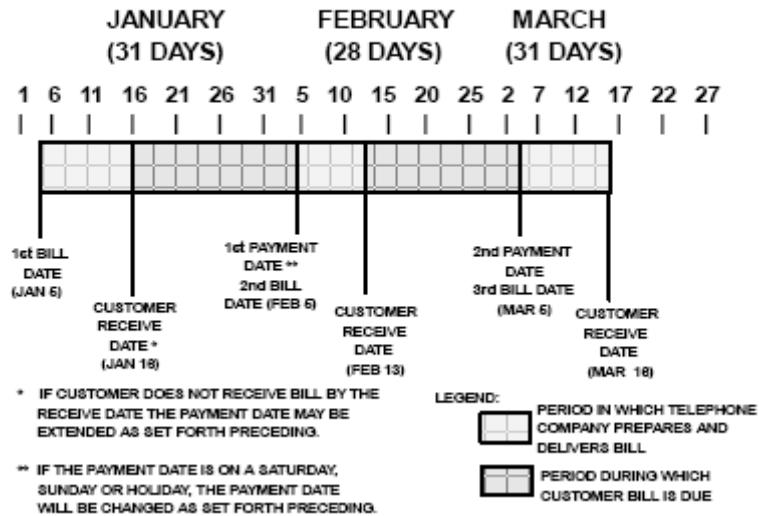 JANUARY FEBRUARY MARCH
(31 DAYS) (28 DAYS) (31 DAYS)
1 6 11 16 21 26 31 5 10 15 20 25 2 7 12 17 22 27
1st BILL
DATE
(JAN 5)
CUSTOMER
RECEIVE
DATE *
(JAN 16)
1st PAYMENT
DATE **
2nd BILL
DATE (FEB 5)
CUSTOMER
RECEIVE
DATE
(FEB 13)
2nd PAYMENT
DATE
3rd BILL DATE
(MAR 5)
CUSTOMER
RECEIVE
DATE
(MAR 16)
* IF CUSTOMER DOES NOT RECEIVE BILL BY THE
RECEIVE DATE THE PAYMENT DATE MAY BE
EXTENDED AS SET FORTH PRECEDING.
** IF THE PAYMENT DATE IS ON A SATURDAY,
SUNDAY OR HOLIDAY, THE PAYMENT DATE
WILL BE CHANGED AS SET FORTH PRECEDING.
LEGEND:
PERIOD IN WHICH TELEPHONE
COMPANY PREPARES AND
DELIVERS BILL
PERIOD DURING WHICH
CUSTOMER BILL IS DUE